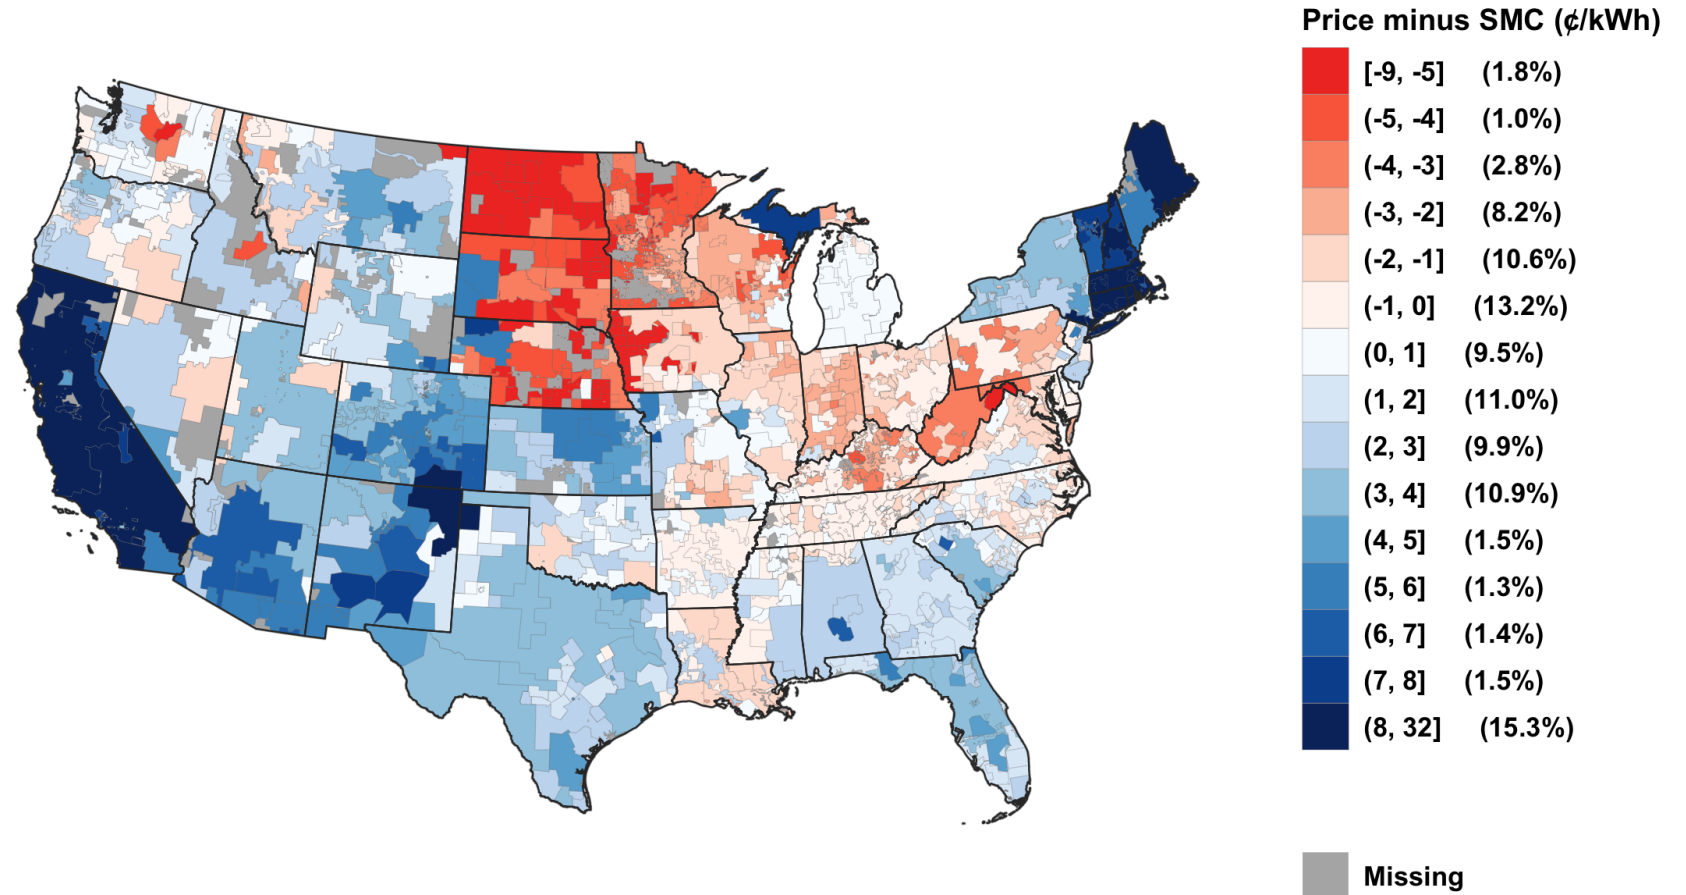 Price minus SMC (¢/kWh)
[-9, -5] (1.8%)
(-5, -4] (1.0%)
(-4, -3] (2.8%)
(-3, -2] (8.2%)
(-2, -1] (10.6%)
(-1, 0] (13.2%)
(0, 1] (9.5%)
(1, 2] (11.0%)
(2, 3] (9.9%)
(3, 4] (10.9%)
(4, 5] (1.5%)
(5, 6] (1.3%)
(6, 7] (1.4%)
(7, 8] (1.5%)
(8, 32] (15.3%)
Missing